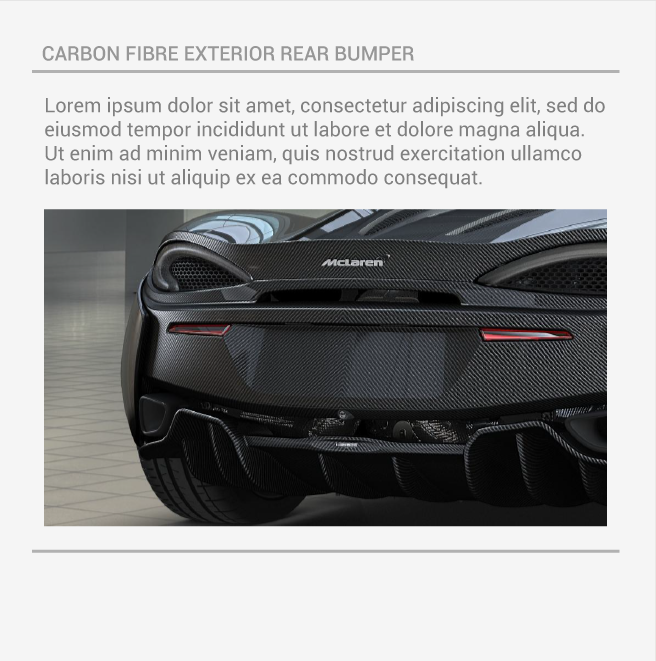 CARBON FIBRE EXTERIOR REAR BUMPER
Lorem ipsum dolor sit amet, consectetur adipiscing elit, sed do
eiusmod tempor incididunt ut labore et dolore magna aliqua.
Ut enim ad minim veniam, quis nostrud exercitation ullamco
laboris nisi ut aliquip ex ea commodo consequat.
McLaren